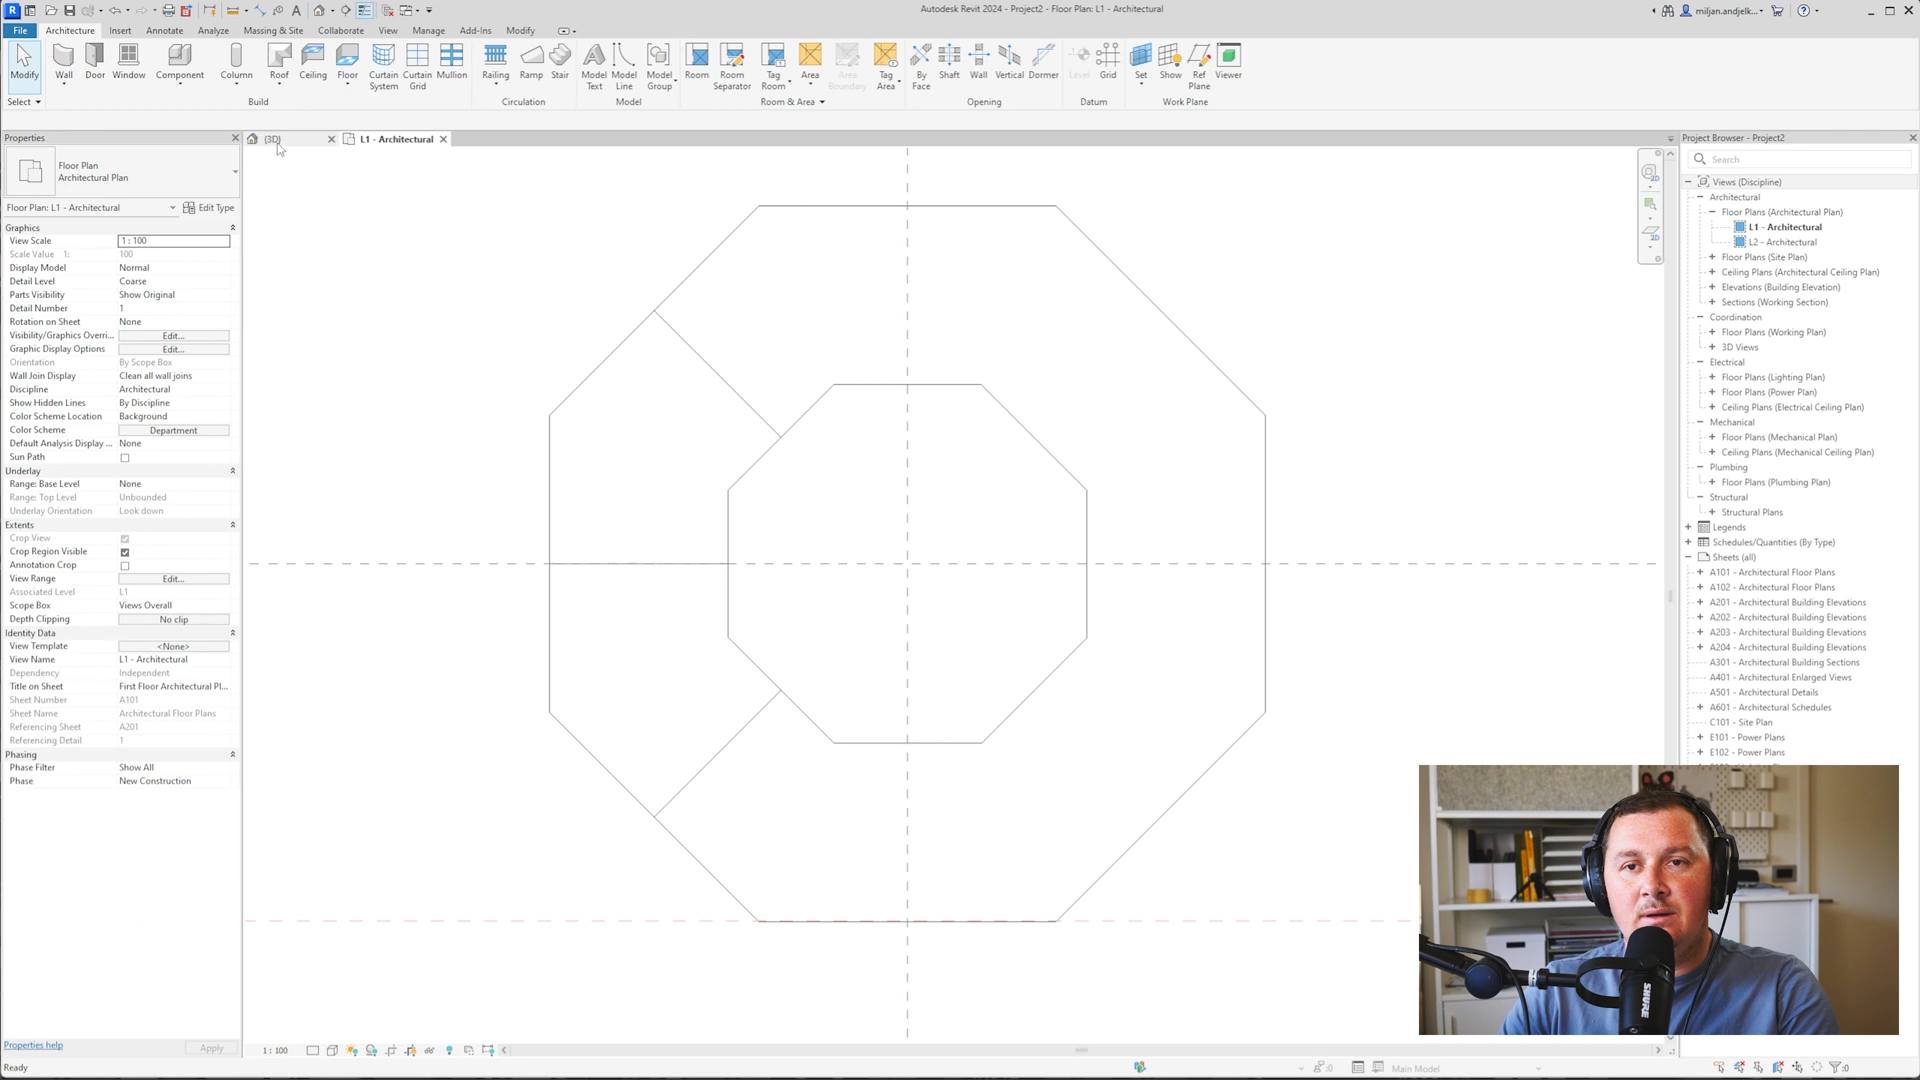 Autodesk Revit 2024 - Project2 - Floor Plan: L1 - Architectural
miljan.andjelk...
File Architecture Insert Annotate Analyze Massing & Site Collaborate View Manage Add-Ins Modify
Modify Wall Door Window Component Column Roof Ceiling Floor Curtain System Curtain Grid Mullion Railing Ramp Stair Model Text Model Line Model Group Room Room Separator Tag Room Area Area Boundary Tag Area By Face Shaft Wall Vertical Dormer Level Grid Set Show Ref Plane Viewer
Select Build Circulation Model Room & Area Opening Datum Work Plane
Properties
{3D}
L1 - Architectural
Floor Plan
Architectural Plan
Floor Plan: L1 - Architectural Edit Type
Graphics
View Scale 1 : 100
Scale Value 1: 100
Display Model Normal
Detail Level Coarse
Parts Visibility Show Original
Detail Number 1
Rotation on Sheet None
Visibility/Graphics Overri... Edit...
Graphic Display Options Edit...
Orientation By Scope Box
Wall Join Display Clean all wall joins
Discipline Architectural
Show Hidden Lines By Discipline
Color Scheme Location Background
Color Scheme Department
Default Analysis Display ... None
Sun Path
Underlay
Range: Base Level None
Range: Top Level Unbounded
Underlay Orientation Look down
Extents
Crop View
Crop Region Visible
Annotation Crop
View Range Edit...
Associated Level L1
Scope Box Views Overall
Depth Clipping No clip
Identity Data
View Template <None>
View Name L1 - Architectural
Dependency Independent
Title on Sheet First Floor Architectural Pl...
Sheet Number A101
Sheet Name Architectural Floor Plans
Referencing Sheet A201
Referencing Detail 1
Phasing
Phase Filter Show All
Phase New Construction
Properties help Apply
Ready
1 : 100
:0
Main Model
:0
Project Browser - Project2
Search
Views (Discipline)
Architectural
Floor Plans (Architectural Plan)
L1 - Architectural
L2 - Architectural
Floor Plans (Site Plan)
Ceiling Plans (Architectural Ceiling Plan)
Elevations (Building Elevation)
Sections (Working Section)
Coordination
Floor Plans (Working Plan)
3D Views
Electrical
Floor Plans (Lighting Plan)
Floor Plans (Power Plan)
Ceiling Plans (Electrical Ceiling Plan)
Mechanical
Floor Plans (Mechanical Plan)
Ceiling Plans (Mechanical Ceiling Plan)
Plumbing
Floor Plans (Plumbing Plan)
Structural
Structural Plans
Legends
Schedules/Quantities (By Type)
Sheets (all)
A101 - Architectural Floor Plans
A102 - Architectural Floor Plans
A201 - Architectural Building Elevations
A202 - Architectural Building Elevations
A203 - Architectural Building Elevations
A204 - Architectural Building Elevations
A301 - Architectural Building Sections
A401 - Architectural Enlarged Views
A501 - Architectural Details
A601 - Architectural Schedules
C101 - Site Plan
E101 - Power Plans
E102 - Power Plans
SHURE